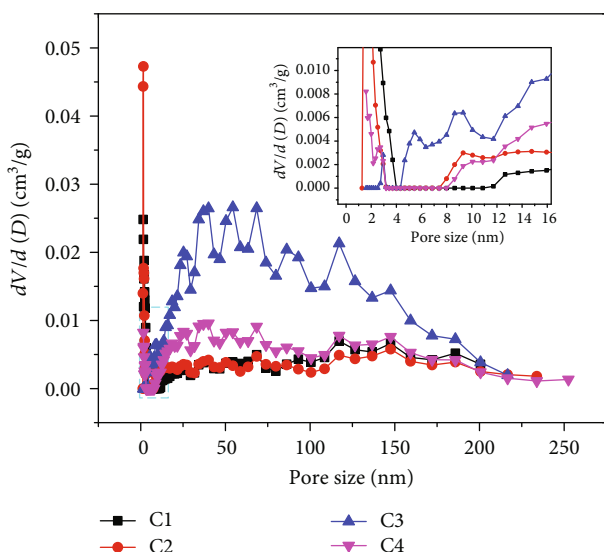 0.05
0.04
0.03
0.02
0.01
0.00
dV/d (D) (cm³/g)
0 50 100 150 200 250
Pore size (nm)
0.010
0.008
0.006
0.004
0.002
0.000
dV/d (D) (cm³/g)
0 2 4 6 8 10 12 14 16
Pore size (nm)
C1 C3
C2 C4